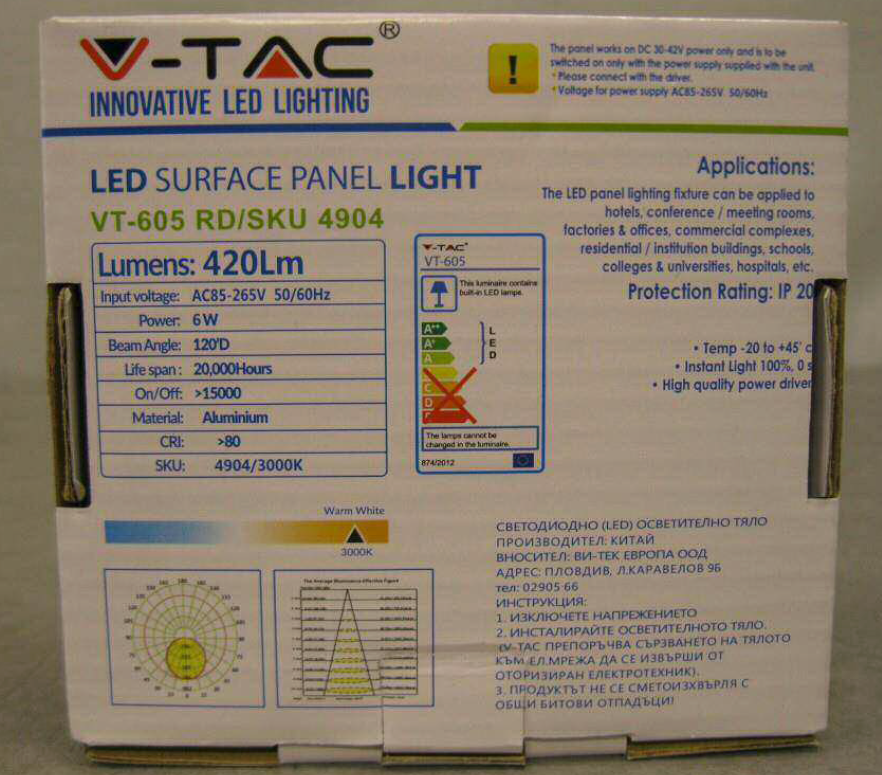 V-TAC®
INNOVATIVE LED LIGHTING
!
The panel works on DC 30-42V power only and is to be
switched on only with the power supply supplied with the unit.
* Please connect with the driver.
* Voltage for power supply AC85-265V 50/60Hz
LED SURFACE PANEL LIGHT
VT-605 RD/SKU 4904
Lumens: 420Lm
Input voltage: AC85-265V 50/60Hz
Power: 6W
Beam Angle: 120'D
Life span: 20,000Hours
On/Off: >15000
Material: Aluminium
CRI: >80
SKU: 4904/3000K
V-TAC
VT-605
This luminaire contains
built-in LED lamps.
A++
A+
A
L
E
D
C
D
The lamps cannot be
changed in the luminaire.
874/2012
Applications:
The LED panel lighting fixture can be applied to
hotels, conference / meeting rooms,
factories & offices, commercial complexes,
residential / institution buildings, schools,
colleges & universities, hospitals, etc.
Protection Rating: IP 20
• Temp -20 to +45' c
• Instant Light 100%, 0 s
• High quality power driver
Warm White
3000K
The Average Illuminance Effective Figure
СВЕТОДИОДНО (LED) ОСВЕТИТЕЛНО ТЯЛО
ПРОИЗВОДИТЕЛ: КИТАЙ
ВНОСИТЕЛ: ВИ-ТЕК ЕВРОПА ООД
АДРЕС: ПЛОВДИВ, Л.КАРАВЕЛОВ 9Б
тел: 02905 66
ИНСТРУКЦИЯ:
1. ИЗКЛЮЧЕТЕ НАПРЕЖЕНИЕТО
2. ИНСТАЛИРАЙТЕ ОСВЕТИТЕЛНОТО ТЯЛО.
(V-TAC ПРЕПОРЪЧВА СЪРЗВАНЕТО НА ТЯЛОТО
КЪМ ЕЛ.МРЕЖА ДА СЕ ИЗВЪРШИ ОТ
ОТОРИЗИРАН ЕЛЕКТРОТЕХНИК).
3. ПРОДУКТЪТ НЕ СЕ СМЕТОИЗХВЪРЛЯ С
ОБЩИ БИТОВИ ОТПАДЪЦИ!